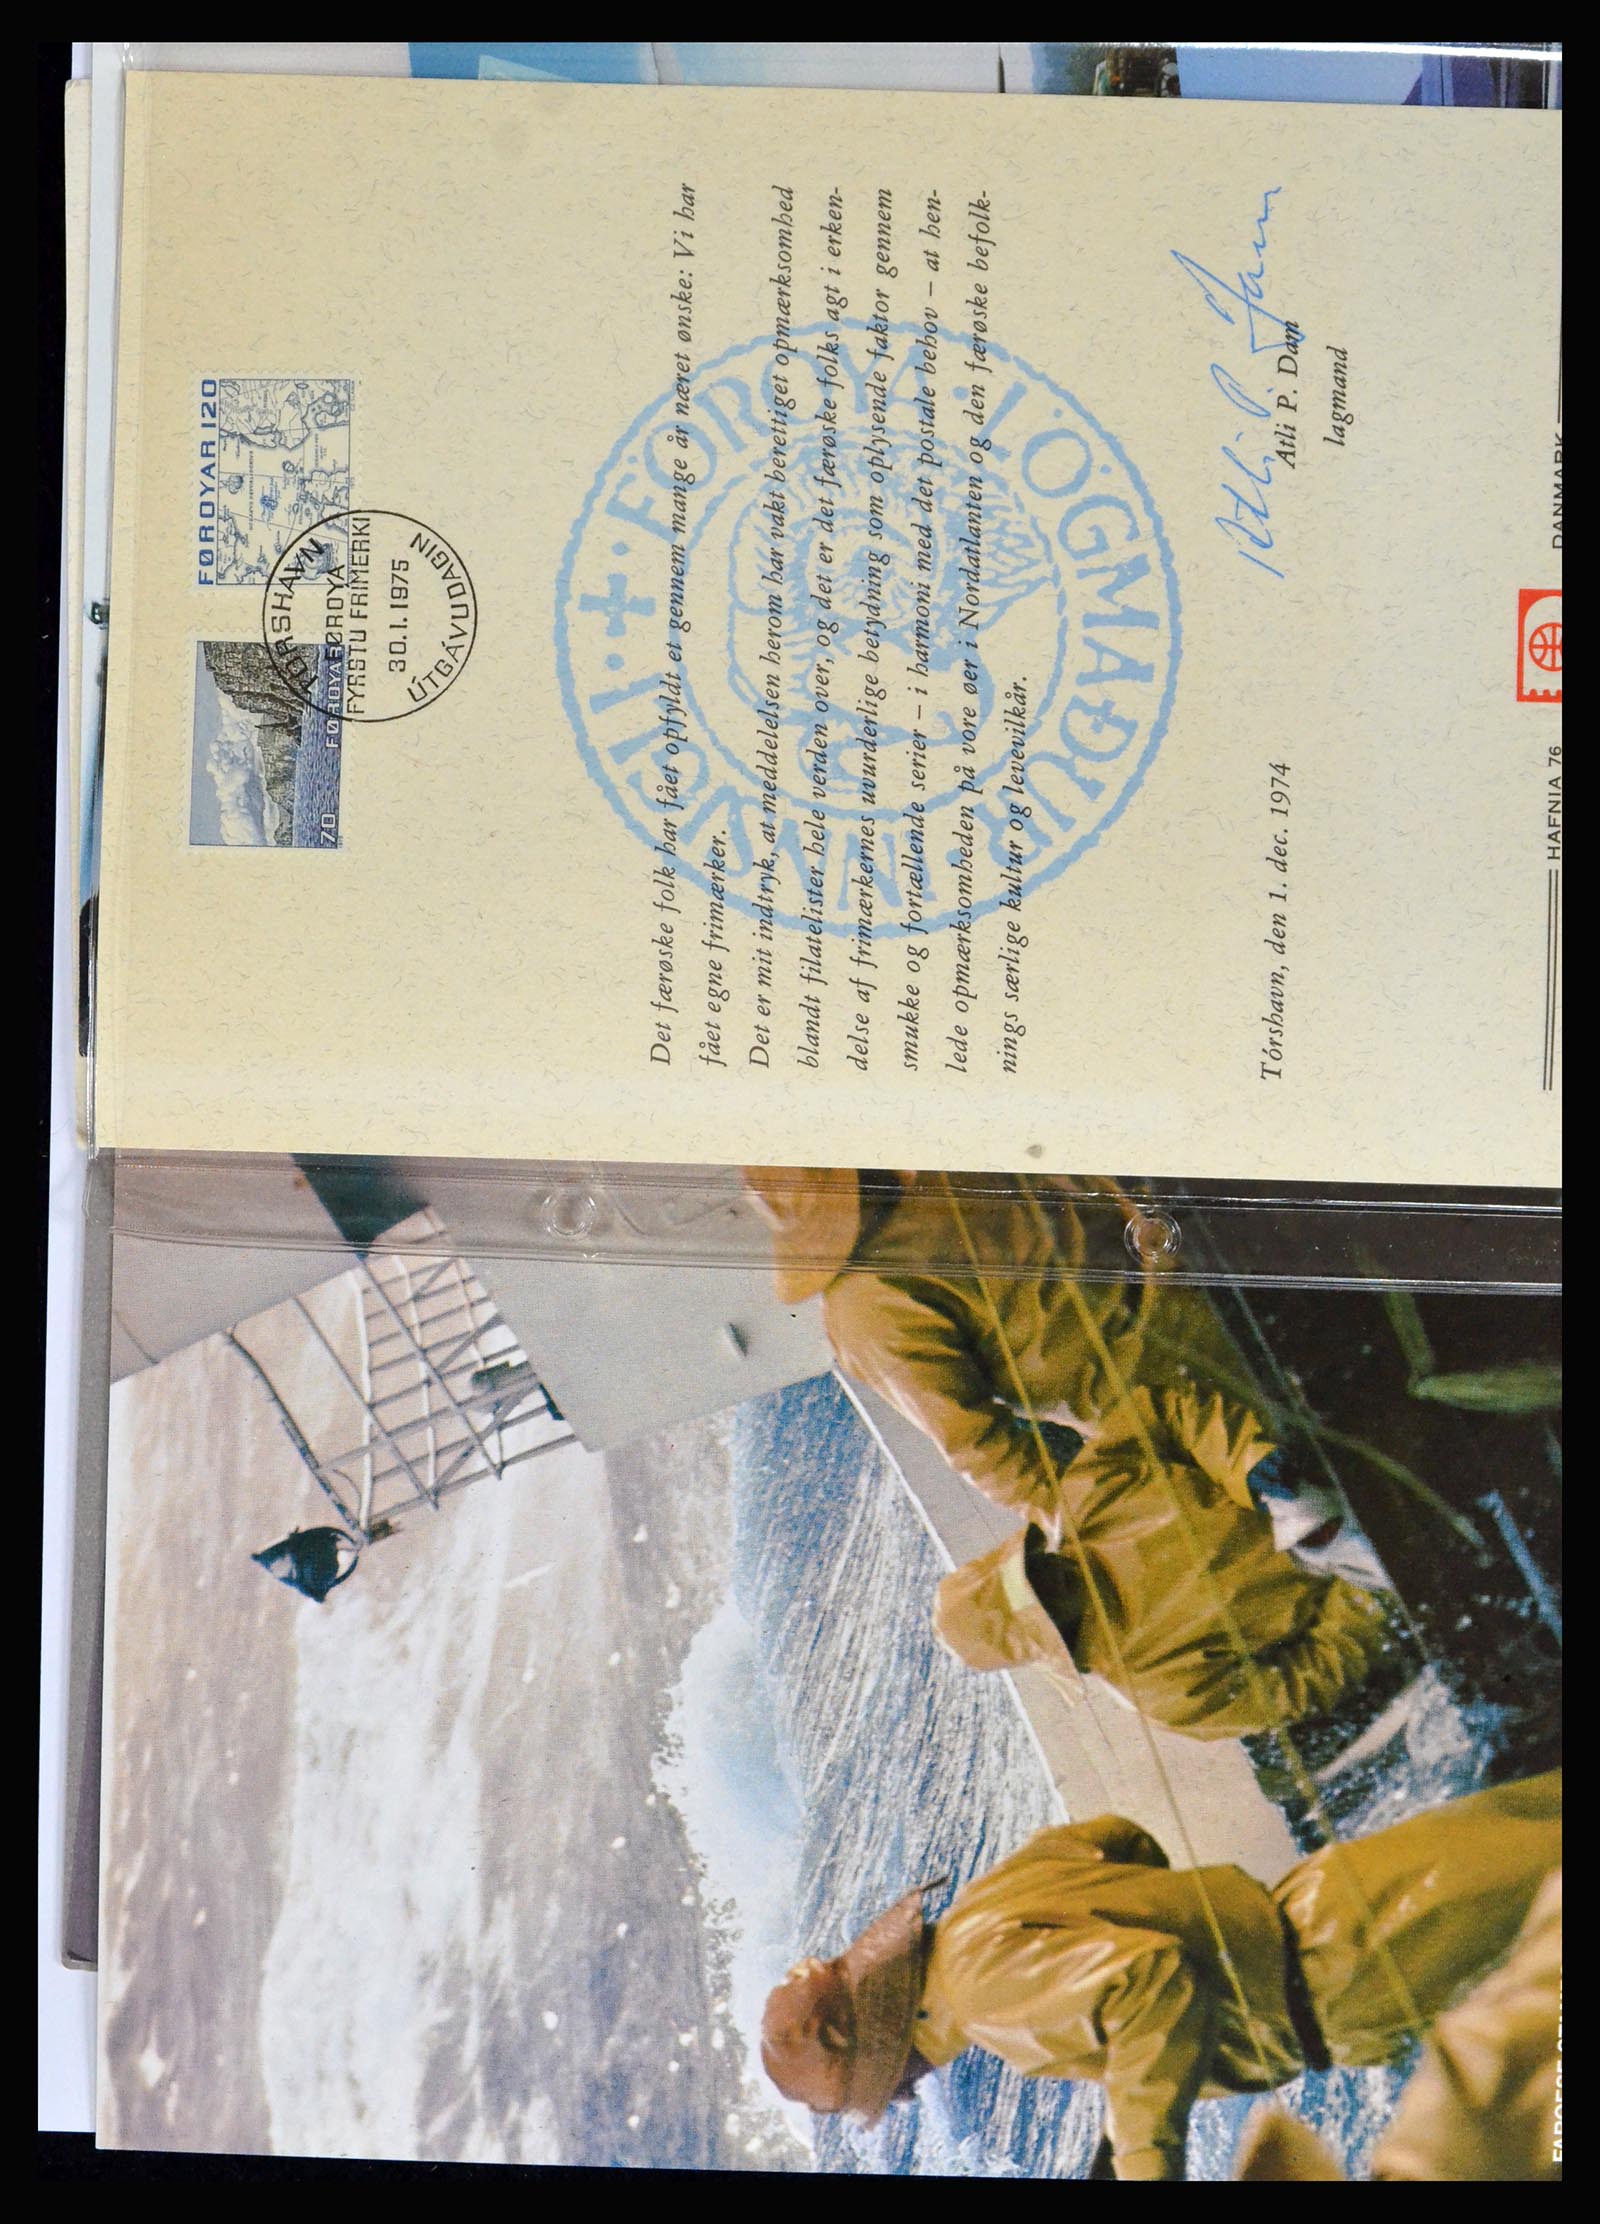 FØROYAR 120
70 FØROYAR
TÓRSHAVN
FØROYA
FYRSTU FRÍMERKI
30.1.1975
ÚTGÁVUDAGIN
FØROYA · LØGMAÐUR
Det færøske folk har fået opfyldt et gennem mange år næret ønske: Vi har
fået egne frimærker.
Det er mit indtryk, at meddelelsen herom har vakt berettiget opmærksomhed
blandt filatelister hele verden over, og det er det færøske folks agt i erken-
delse af frimærkernes uvurderlige betydning som oplysende faktor gennem
smukke og fortællende serier – i harmoni med det postale behov – at hen-
lede opmærksomheden på vore øer i Nordatlanten og den færøske befolk-
nings særlige kultur og levevilkår.
Atli P. Dam
Tórshavn, den 1. dec. 1974
Atli P. Dam
lagmand
HAFNIA 76
DANMARK